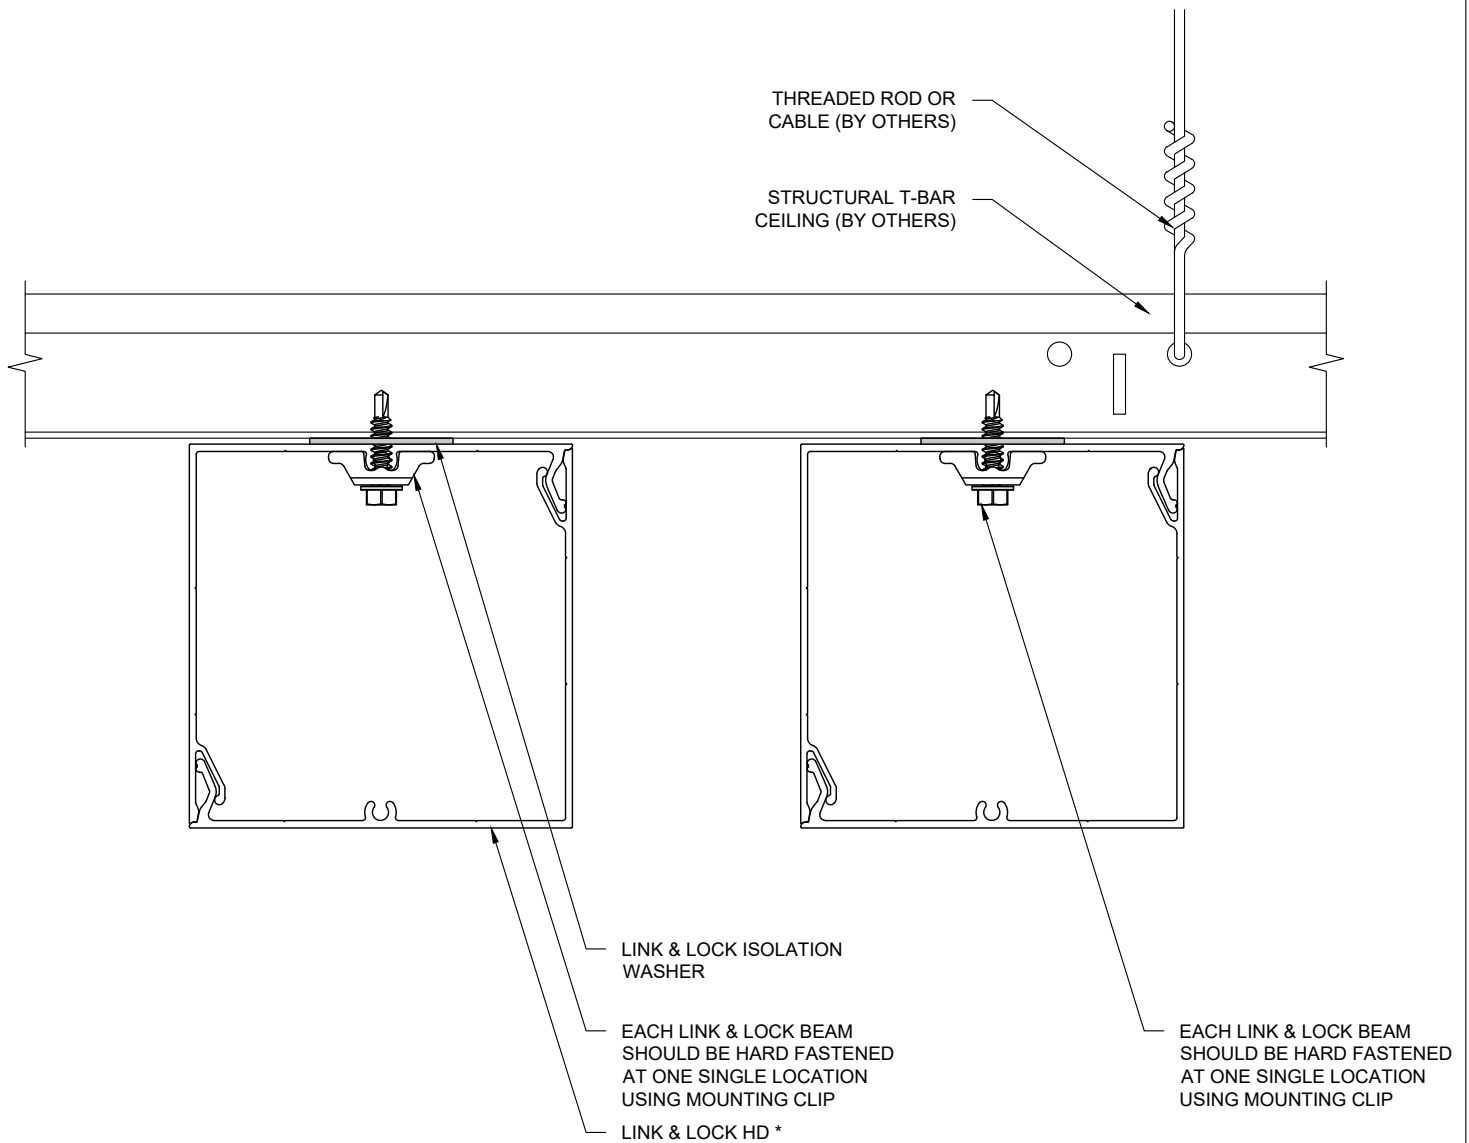 THREADED ROD OR
CABLE (BY OTHERS)
STRUCTURAL T-BAR
CEILING (BY OTHERS)
LINK & LOCK ISOLATION
WASHER
EACH LINK & LOCK BEAM
SHOULD BE HARD FASTENED
AT ONE SINGLE LOCATION
USING MOUNTING CLIP
LINK & LOCK HD *
EACH LINK & LOCK BEAM
SHOULD BE HARD FASTENED
AT ONE SINGLE LOCATION
USING MOUNTING CLIP